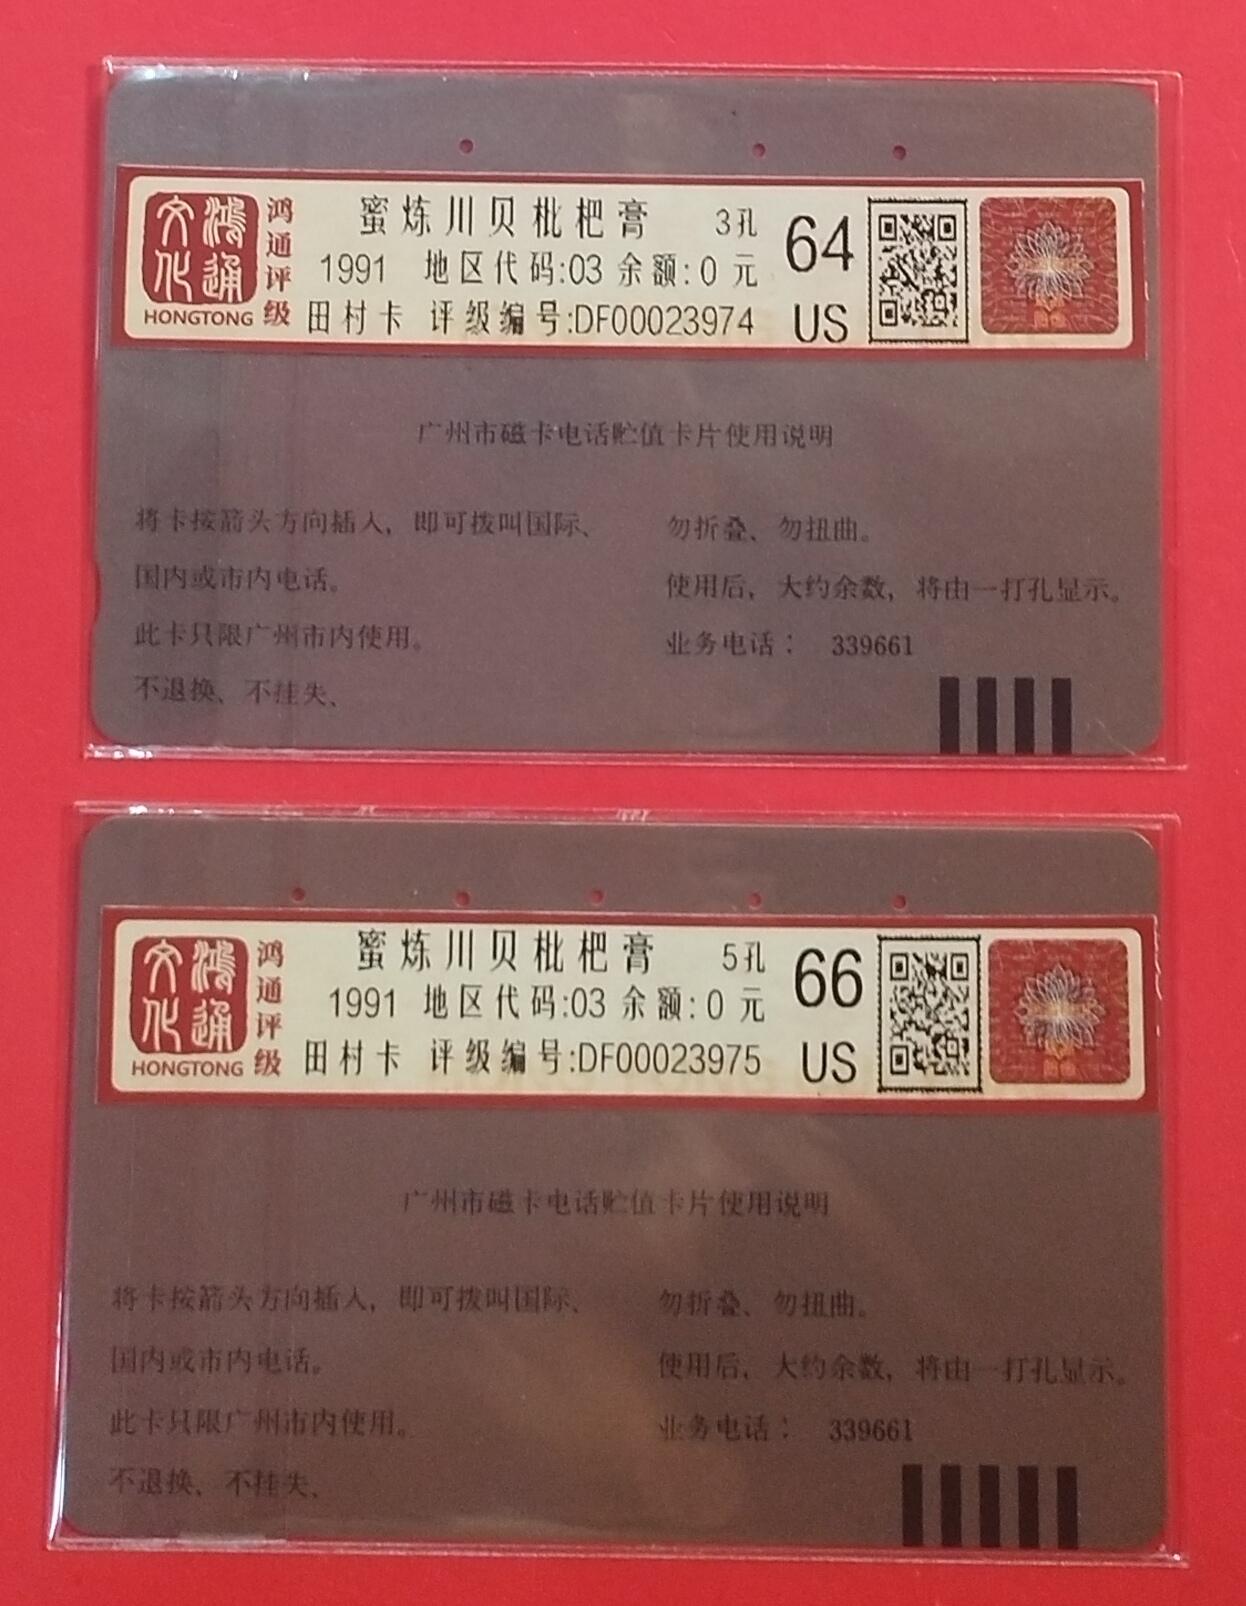 鸿通文化
HONGTONG
鸿通评级
蜜炼川贝枇杷膏 3孔
1991 地区代码:03 余额:0 元
田村卡 评级编号:DF00023974
64
US
广州市磁卡电话贮值卡片使用说明
将卡按箭头方向插入，即可拨叫国际、
国内或市内电话。
此卡只限广州市内使用。
不退换、不挂失、
勿折叠、勿扭曲。
使用后，大约余数，将由一打孔显示。
业务电话： 339661
鸿通文化
HONGTONG
鸿通评级
蜜炼川贝枇杷膏 5孔
1991 地区代码:03 余额:0 元
田村卡 评级编号:DF00023975
66
US
广州市磁卡电话贮值卡片使用说明
将卡按箭头方向插入，即可拨叫国际、
国内或市内电话。
此卡只限广州市内使用。
不退换、不挂失、
勿折叠、勿扭曲。
使用后，大约余数，将由一打孔显示。
业务电话： 339661